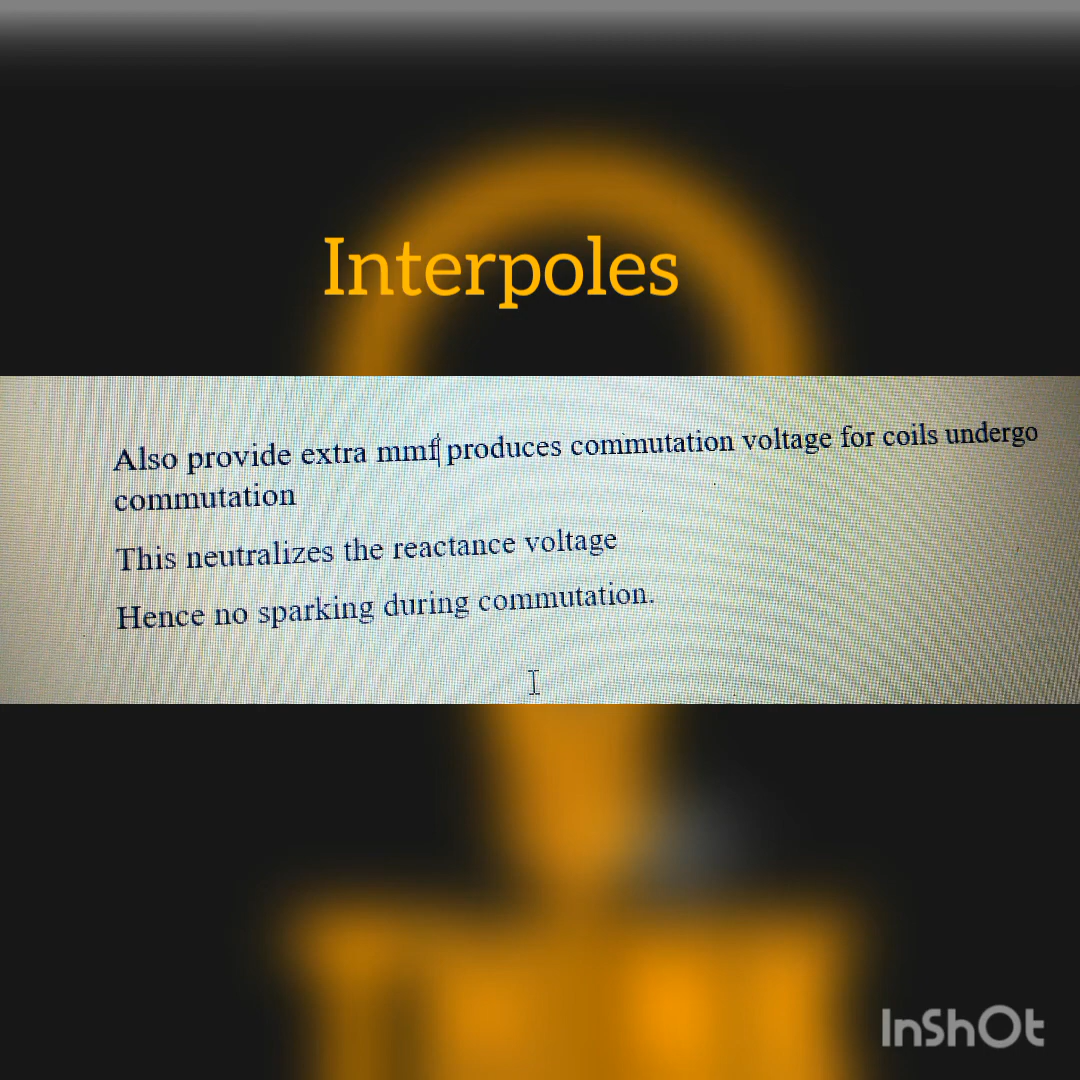 Interpoles
Also provide extra mmf produces commutation voltage for coils undergo
commutation
This neutralizes the reactance voltage
Hence no sparking during commutation.
InShOt